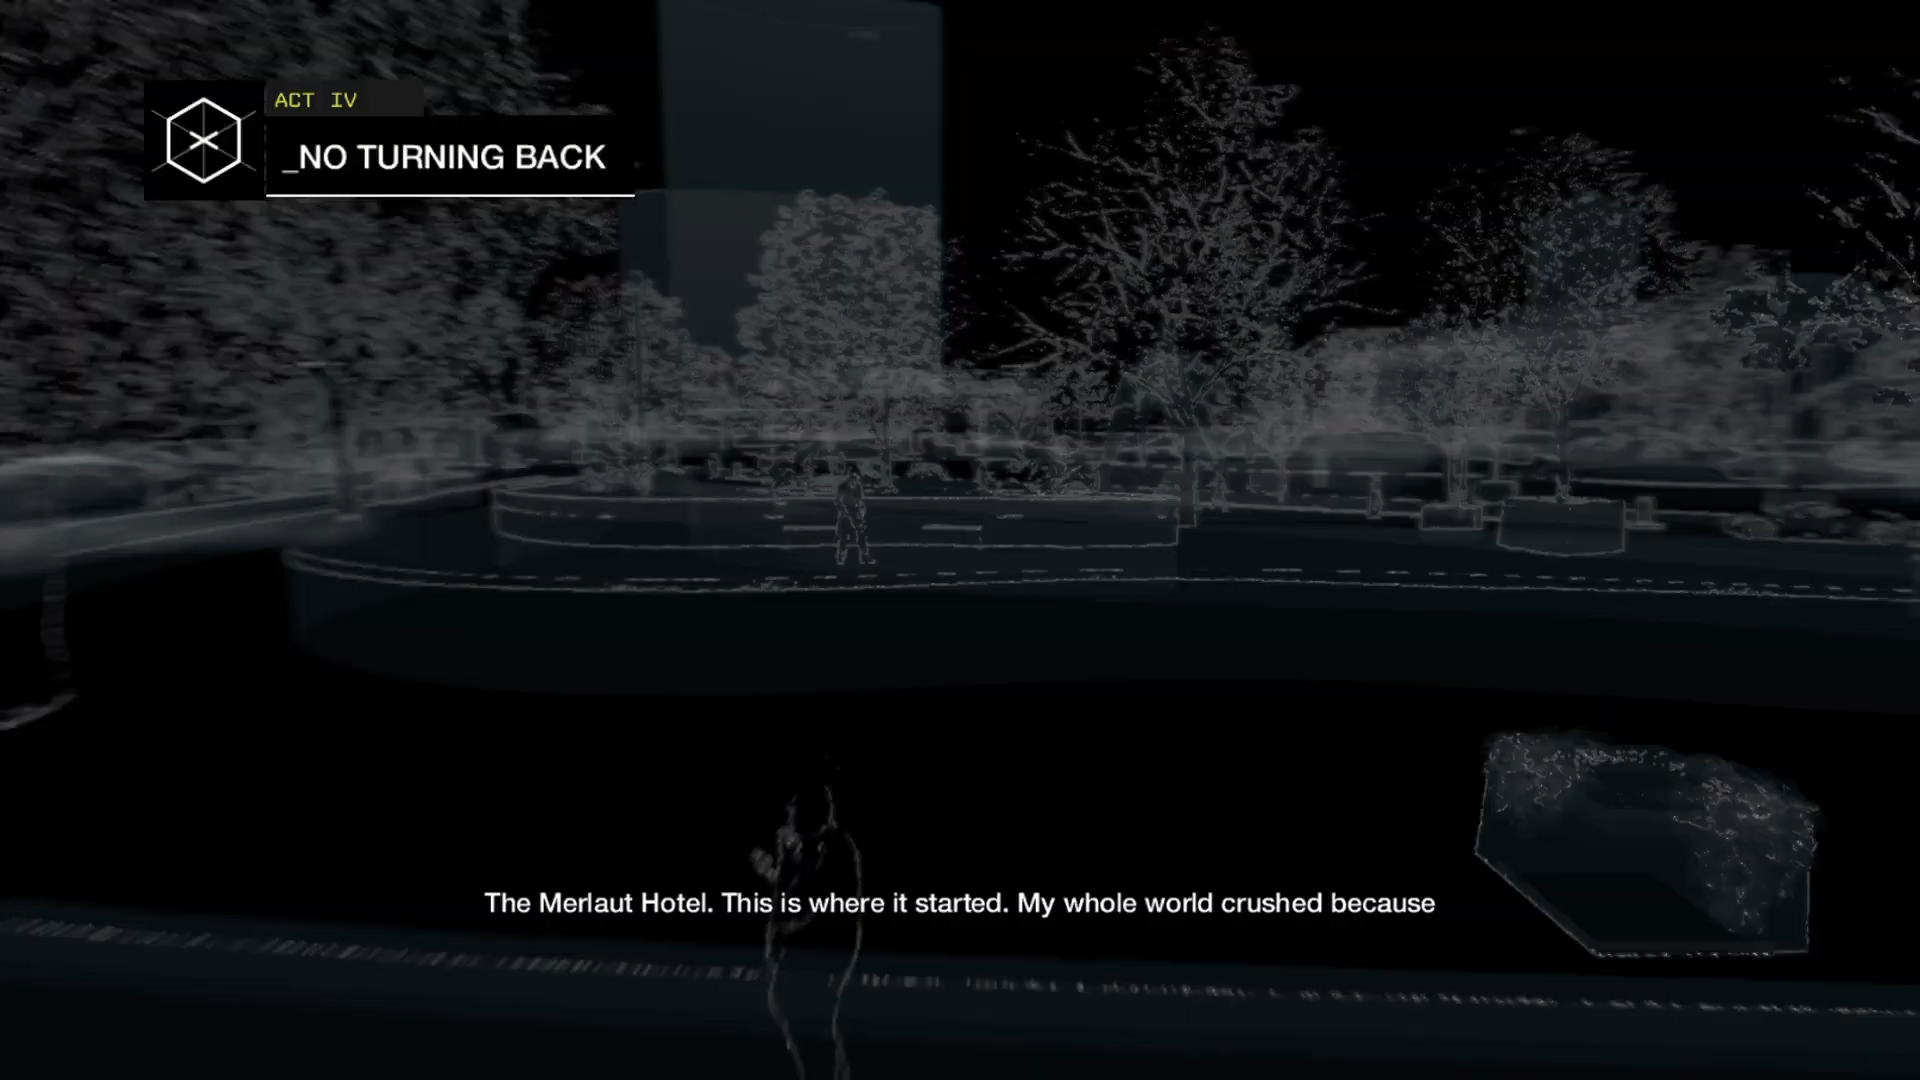 ACT IV
_NO TURNING BACK
The Merlaut Hotel. This is where it started. My whole world crushed because